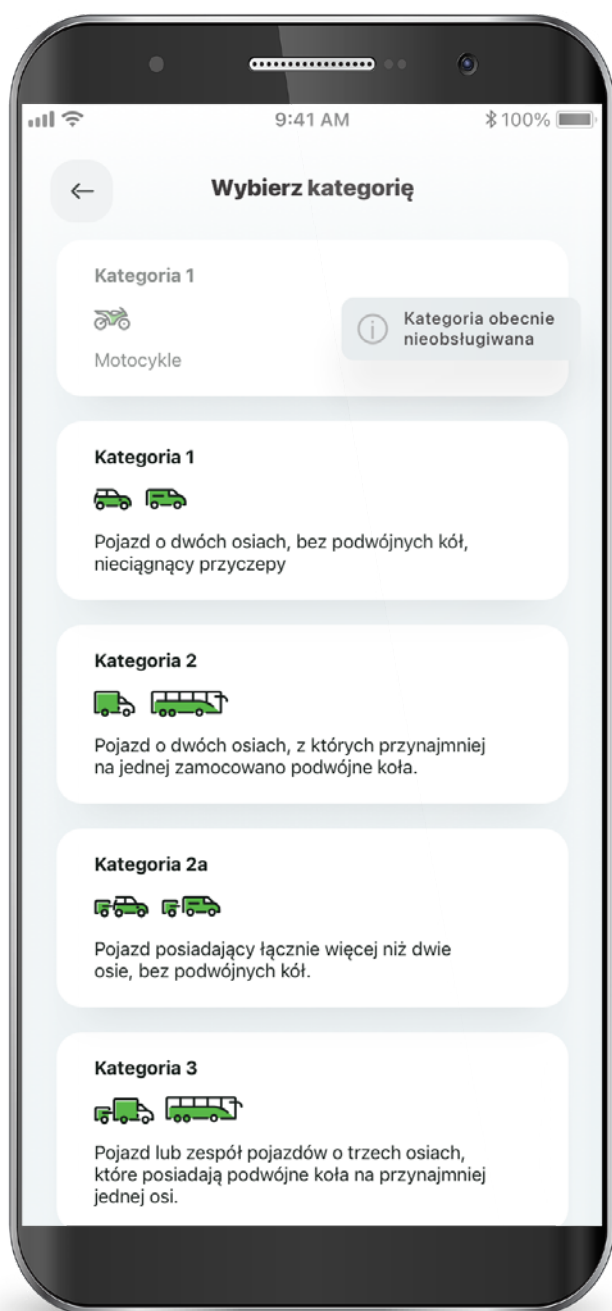 9:41 AM
100%
Wybierz kategorię
Kategoria 1
Motocykle
Kategoria obecnie
nieobsługiwana
Kategoria 1
Pojazd o dwóch osiach, bez podwójnych kół,
nieciągnący przyczepy
Kategoria 2
Pojazd o dwóch osiach, z których przynajmniej
na jednej zamocowano podwójne koła.
Kategoria 2a
Pojazd posiadający łącznie więcej niż dwie
osie, bez podwójnych kół.
Kategoria 3
Pojazd lub zespół pojazdów o trzech osiach,
które posiadają podwójne koła na przynajmniej
jednej osi.